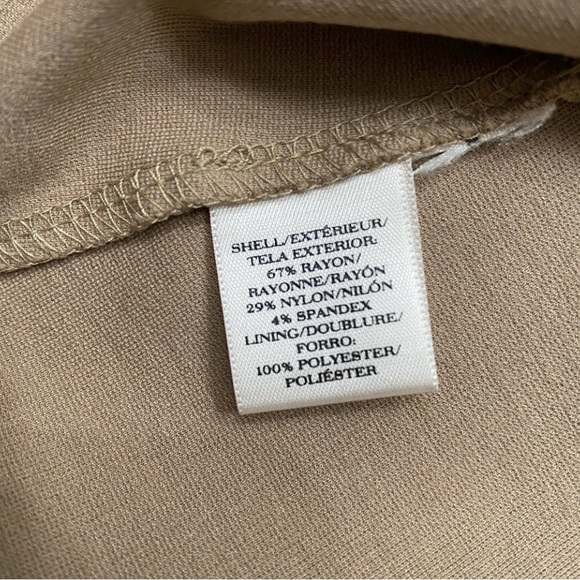 SHELL/EXTÉRIEUR/
TELA EXTERIOR:
67% RAYON/
RAYONNE/RAYÓN
29% NYLON/NILÓN
4% SPANDEX
LINING/DOUBLURE/
FORRO:
100% POLYESTER/
POLIÉSTER